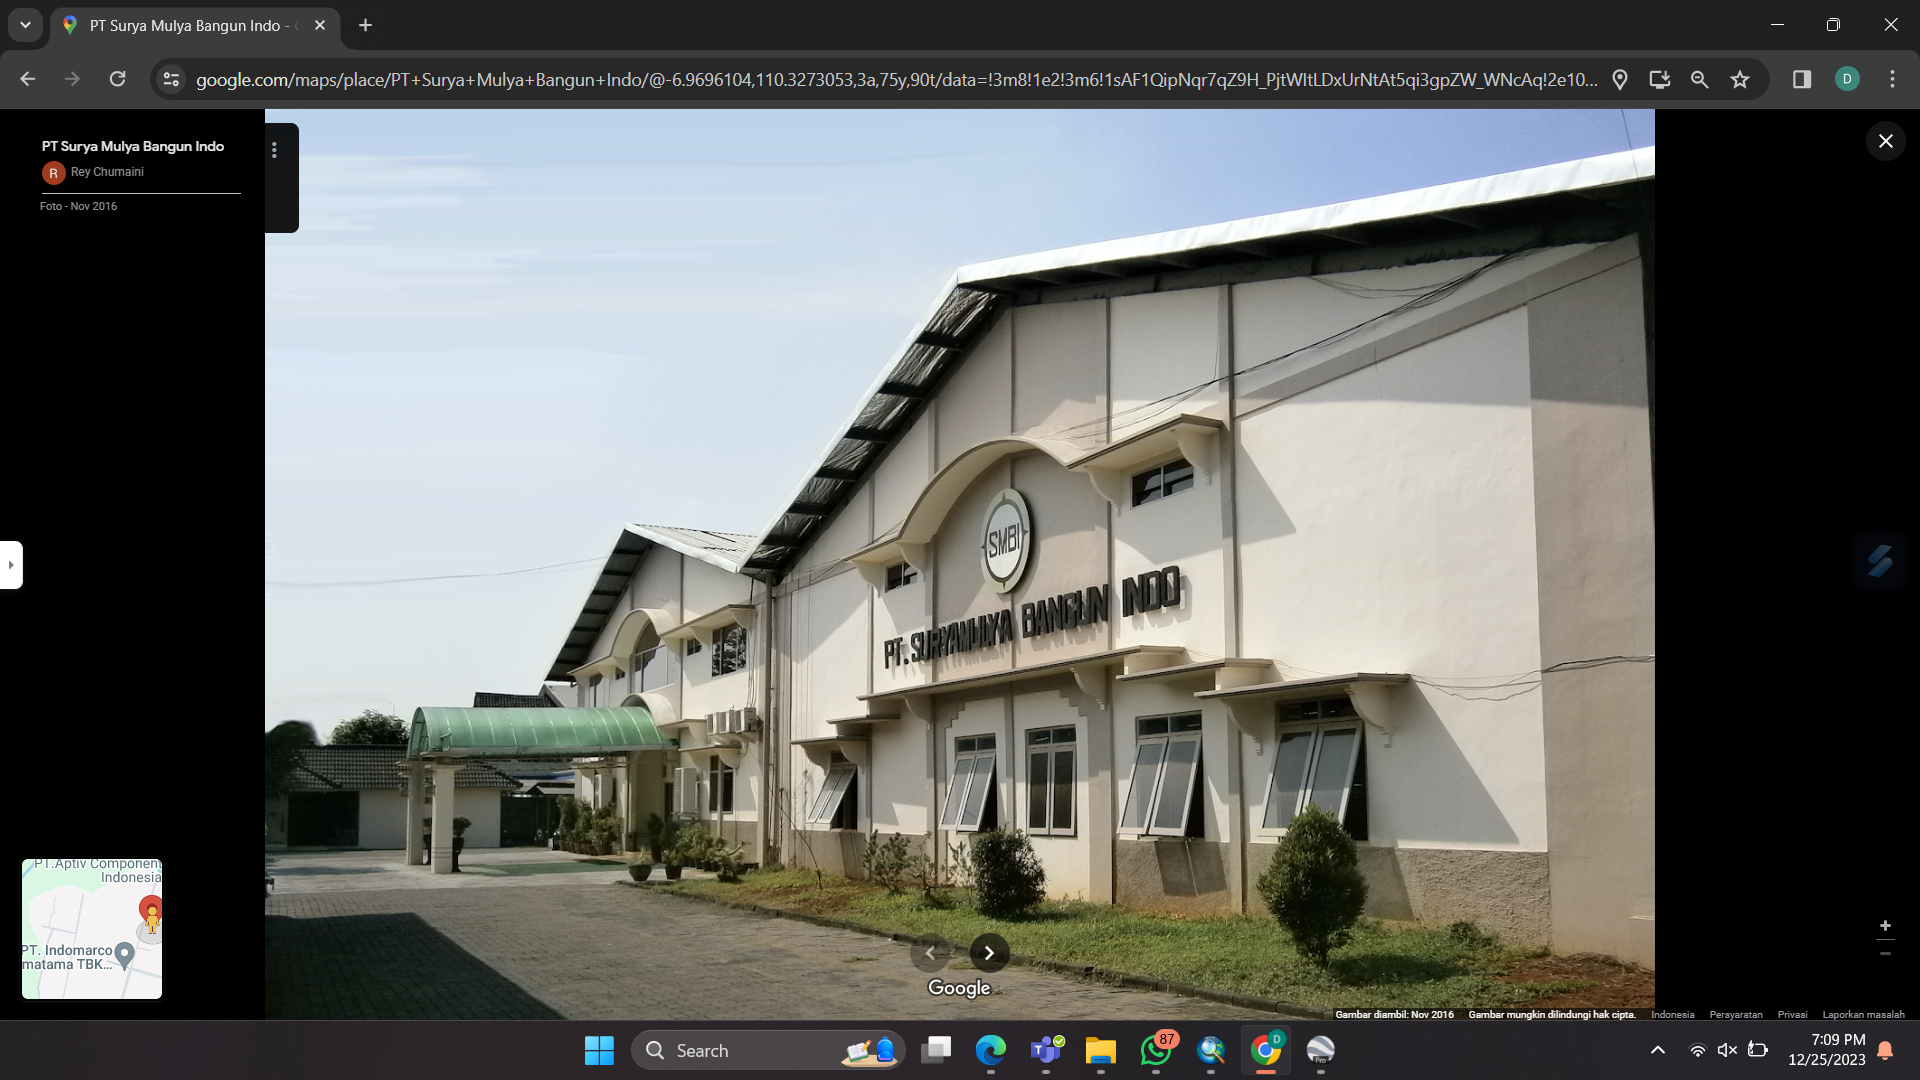 PT Surya Mulya Bangun Indo -
google.com/maps/place/PT+Surya+Mulya+Bangun+Indo/@-6.9696104,110.3273053,3a,75y,90t/data=!3m8!1e2!3m6!1sAF1QipNqr7qZ9H_PjtWItLDxUrNtAt5qi3gpZW_WNcAq!2e10...
D
PT Surya Mulya Bangun Indo
R
Rey Chumaini
Foto - Nov 2016
SMBI
PT. SURYAMULYA BANGUN INDO
PT.Aptiv Component
Indonesia
PT. Indomarco
matama TBK...
Google
Gambar diambil: Nov 2016 Gambar mungkin dilindungi hak cipta. Indonesia Persyaratan Privasi Laporkan masalah
Search
T
87
D
Pro
7:09 PM
12/25/2023